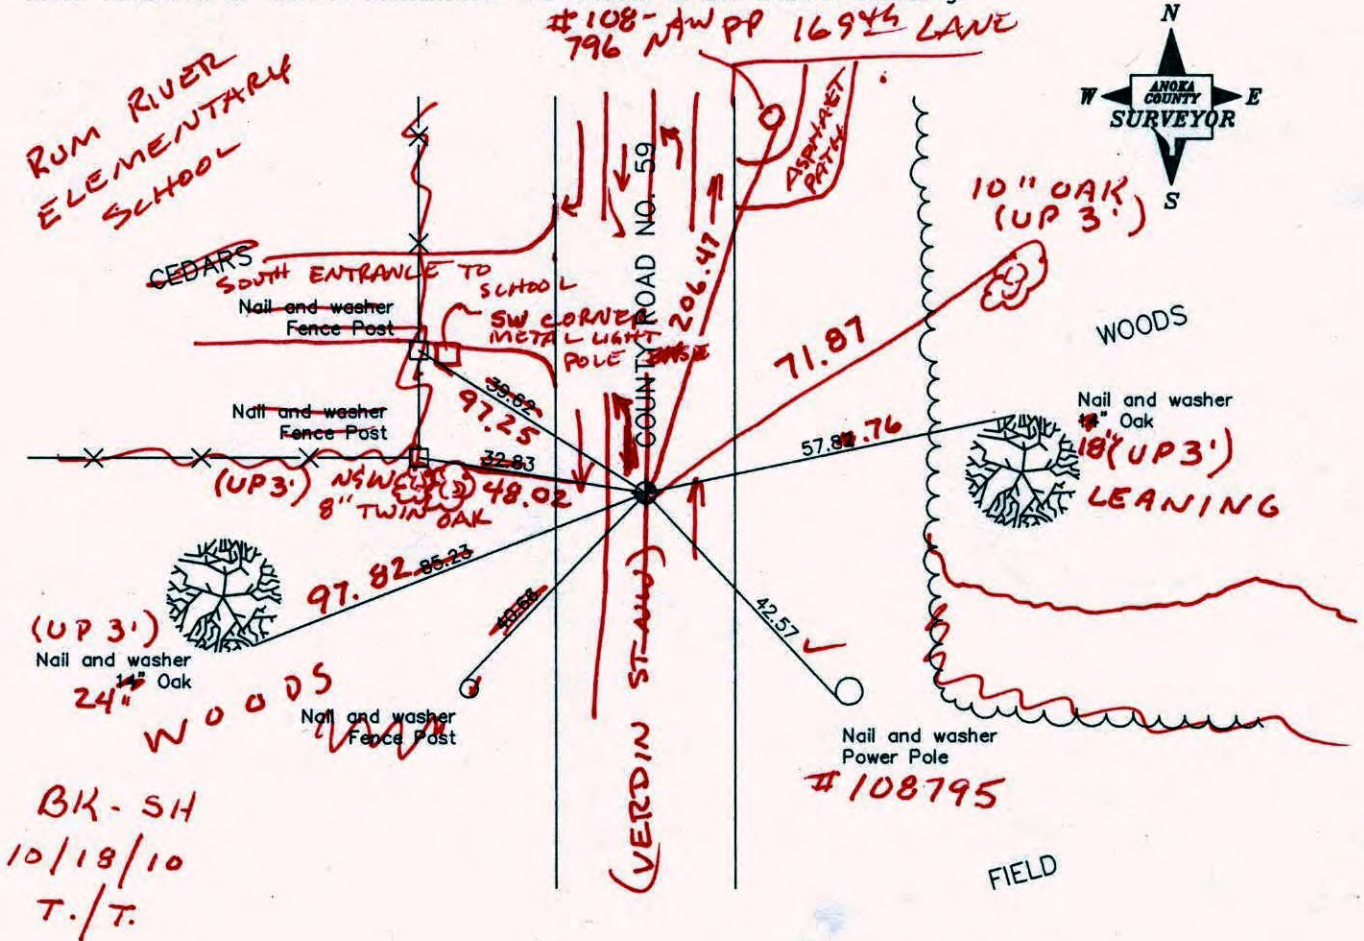 #108-
796 N/AW PP 169th LANE
RUM RIVER
ELEMENTARY
SCHOOL
N
W
ANOKA
COUNTY
SURVEYOR
E
S
ASPHALT
PATH
COUNTY ROAD NO. 59
206.47
10" OAK
(UP 3')
CEDARS
SOUTH ENTRANCE TO
SCHOOL
Nail and washer
Fence Post
SW CORNER
METAL LIGHT
POLE BASE
WOODS
71.87
39.62
97.25
Nail and washer
Fence Post
32.83
48.02
(UP 3')
8" TWIN OAK
57.82 .76
Nail and washer
14" Oak
18" (UP 3')
LEANING
97.82 85.23
(UP 3')
Nail and washer
14" Oak
24"
WOODS
40.68
Nail and washer
Fence Post
42.57
Nail and washer
Power Pole
#108795
(VERDIN ST NW)
BK-SH
10/18/10
T./T.
FIELD